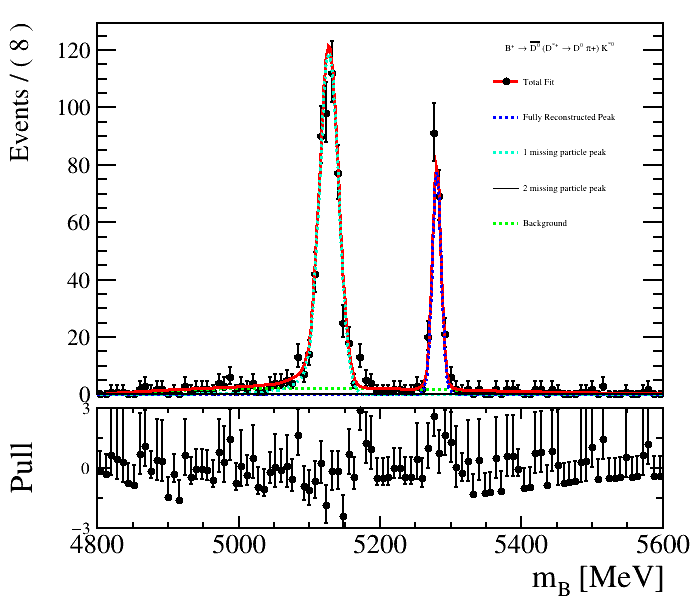 Events / ( 8 )
120
100
80
60
40
20
0
B⁺ → D̅⁰ (D*⁺ → D⁰ π+) K*⁰
Total Fit
Fully Reconstructed Peak
1 missing particle peak
2 missing particle peak
Background
Pull
3
0
−3
4800 5000 5200 5400 5600
m_B [MeV]